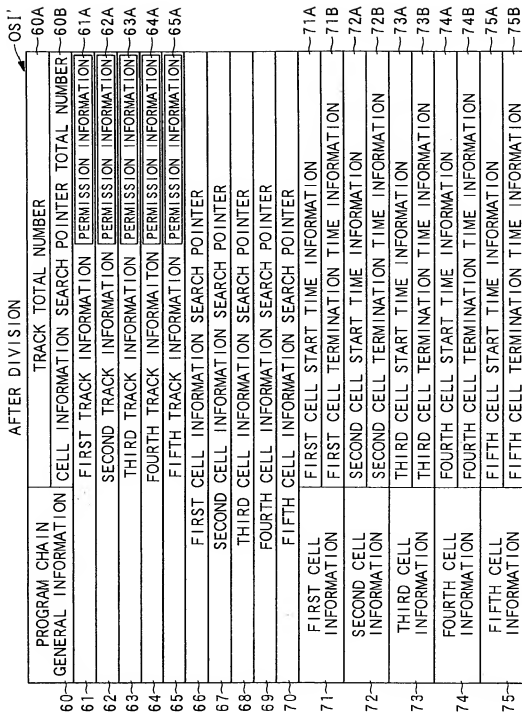 AFTER DIVISION
OSI'
60
PROGRAM CHAIN
GENERAL INFORMATION
TRACK TOTAL NUMBER
60A
CELL INFORMATION SEARCH POINTER TOTAL NUMBER
60B
61
FIRST TRACK INFORMATION
PERMISSION INFORMATION
61A
62
SECOND TRACK INFORMATION
PERMISSION INFORMATION
62A
63
THIRD TRACK INFORMATION
PERMISSION INFORMATION
63A
64
FOURTH TRACK INFORMAITON
PERMISSION INFORMATION
64A
65
FIFTH TRACK INFORMATION
PERMISSION INFORMATION
65A
66
FIRST CELL INFORMATION SEARCH POINTER
67
SECOND CELL INFORMATION SEARCH POINTER
68
THIRD CELL INFORMATION SEARCH POINTER
69
FOURTH CELL INFORMATION SEARCH POINTER
70
FIFTH CELL INFORMATION SEARCH POINTER
71
FIRST CELL
INFORMATION
FIRST CELL START TIME INFORMATION
71A
FIRST CELL TERMINATION TIME INFORMATION
71B
72
SECOND CELL
INFORMATION
SECOND CELL START TIME INFORMATION
72A
SECOND CELL TERMINATION TIME INFORMATION
72B
73
THIRD CELL
INFORMATION
THIRD CELL START TIME INFORMATION
73A
THIRD CELL TERMINATION TIME INFORMATION
73B
74
FOURTH CELL
INFORMATION
FOURTH CELL START TIME INFORMATION
74A
FOURTH CELL TERMINATION TIME INFORMATION
74B
75
FIFTH CELL
INFORMATION
FIFTH CELL START TIME INFORMATION
75A
FIFTH CELL TERMINATION TIME INFORMATION
75B